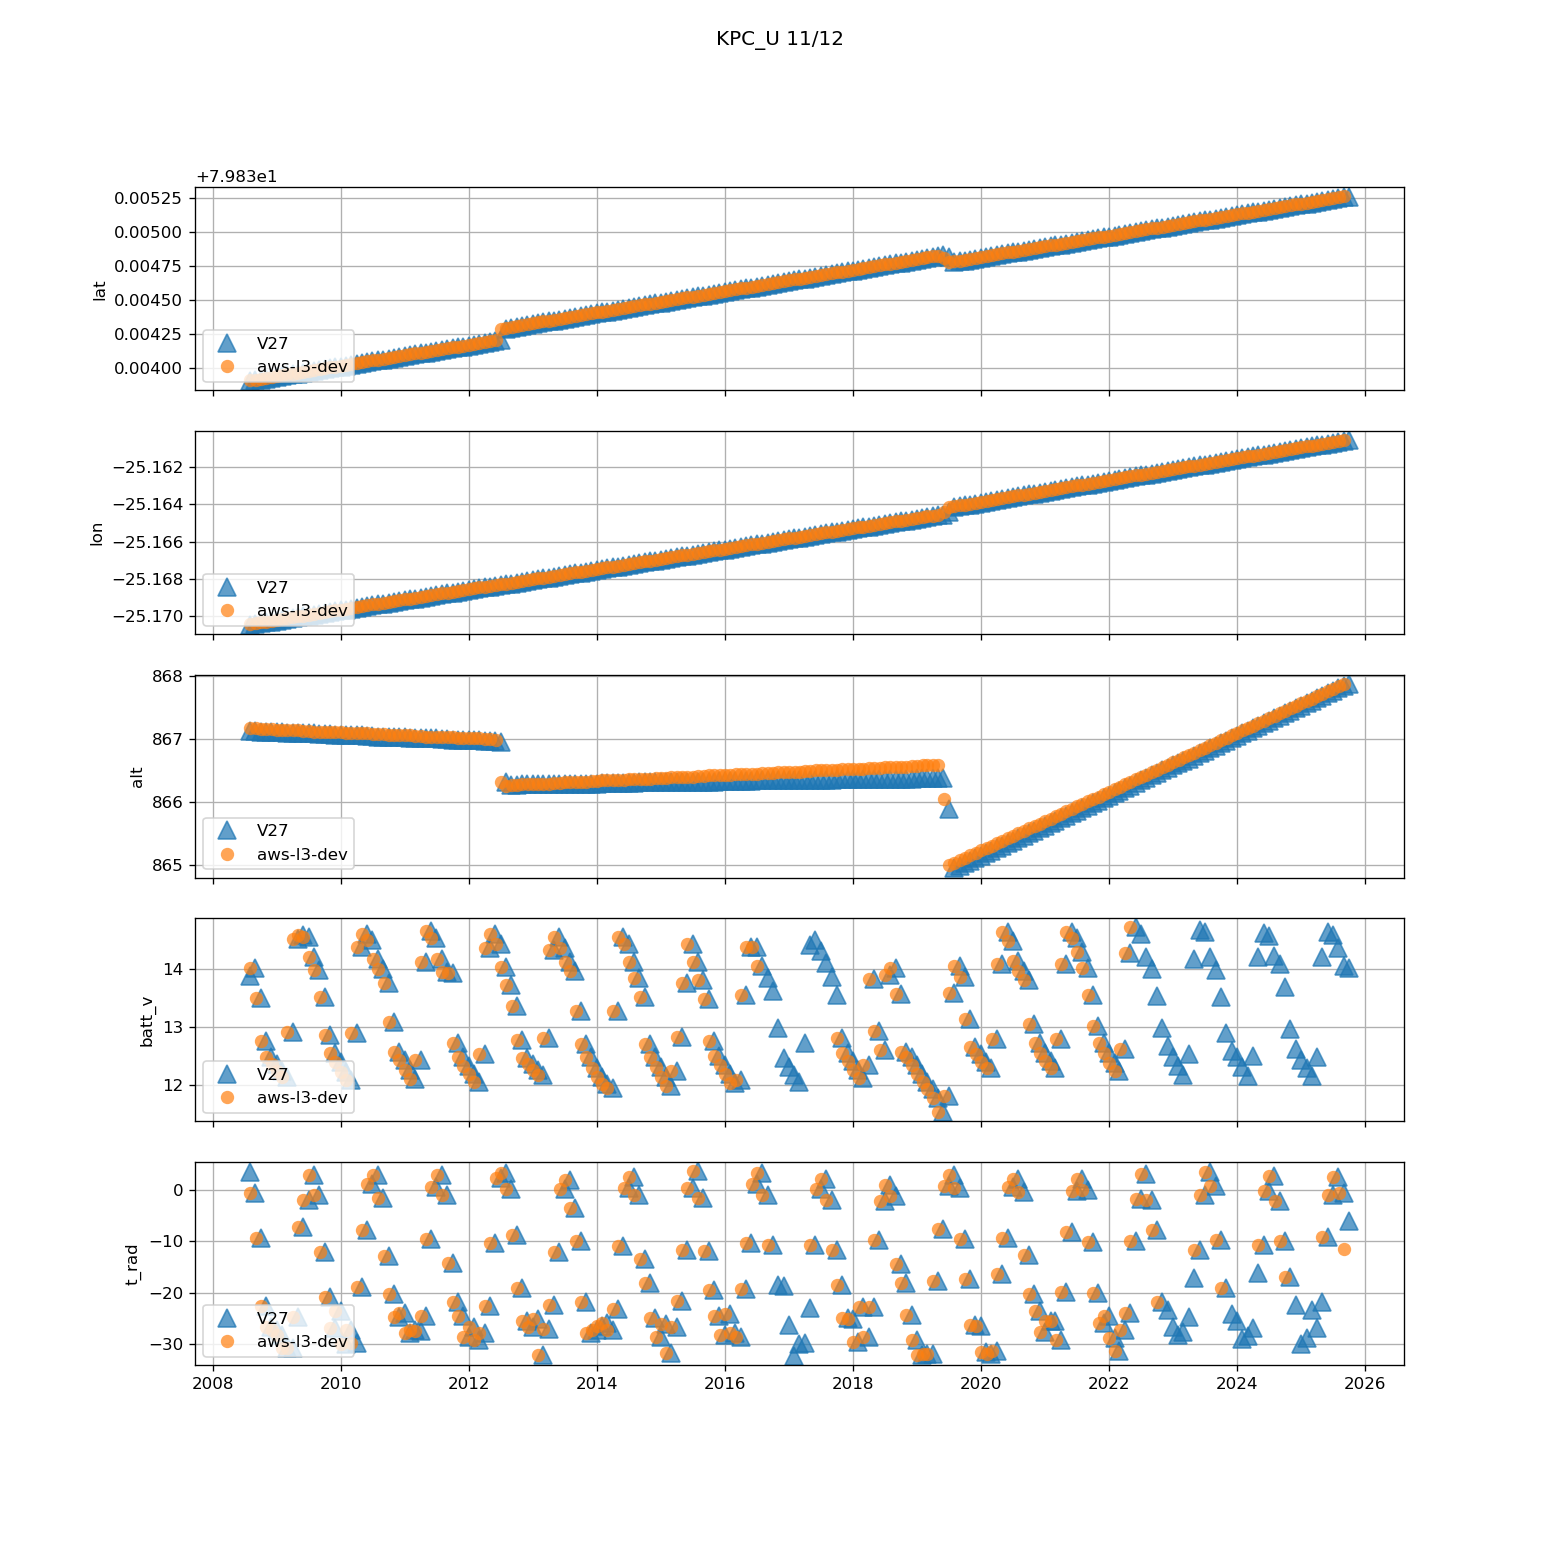 KPC_U 11/12
+7.983e1
0.00525
0.00500
0.00475
0.00450
0.00425
0.00400
lat
V27
aws-l3-dev
−25.162
−25.164
−25.166
−25.168
−25.170
lon
V27
aws-l3-dev
868
867
866
865
alt
V27
aws-l3-dev
14
13
12
batt_v
V27
aws-l3-dev
0
−10
−20
−30
t_rad
V27
aws-l3-dev
2008 2010 2012 2014 2016 2018 2020 2022 2024 2026